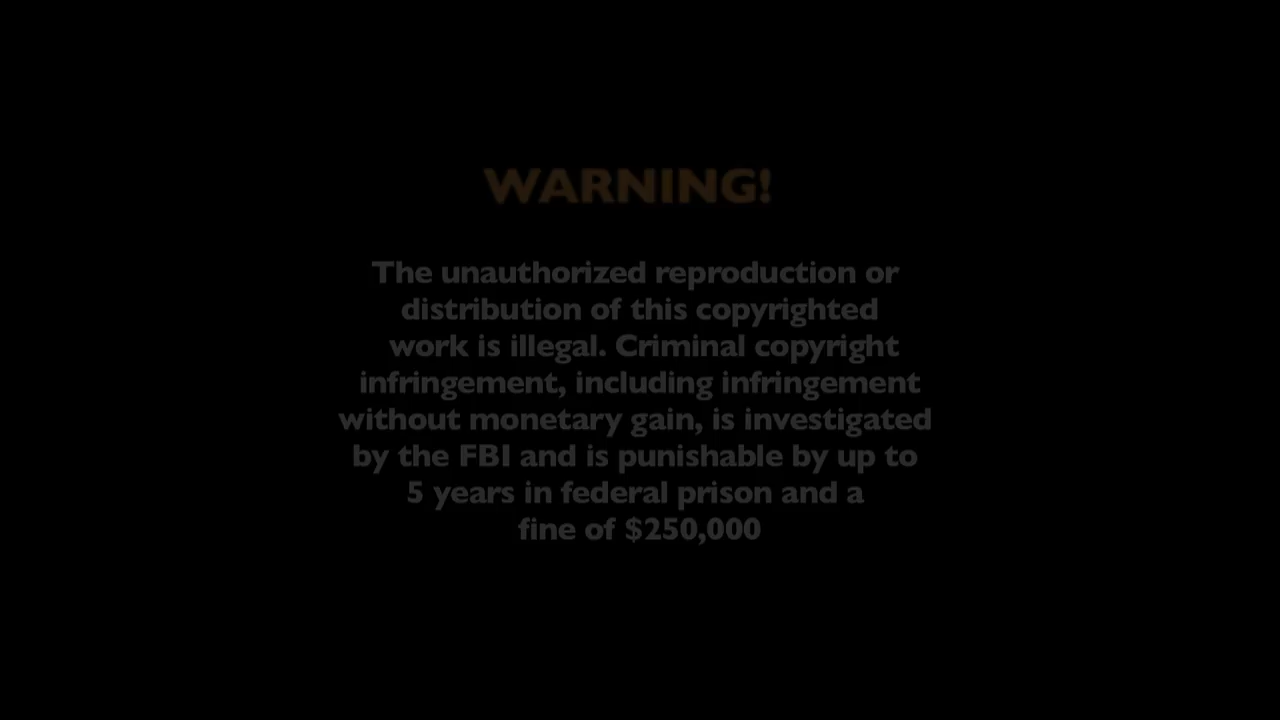 WARNING!
The unauthorized reproduction or
distribution of this copyrighted
work is illegal. Criminal copyright
infringement, including infringement
without monetary gain, is investigated
by the FBI and is punishable by up to
5 years in federal prison and a
fine of $250,000